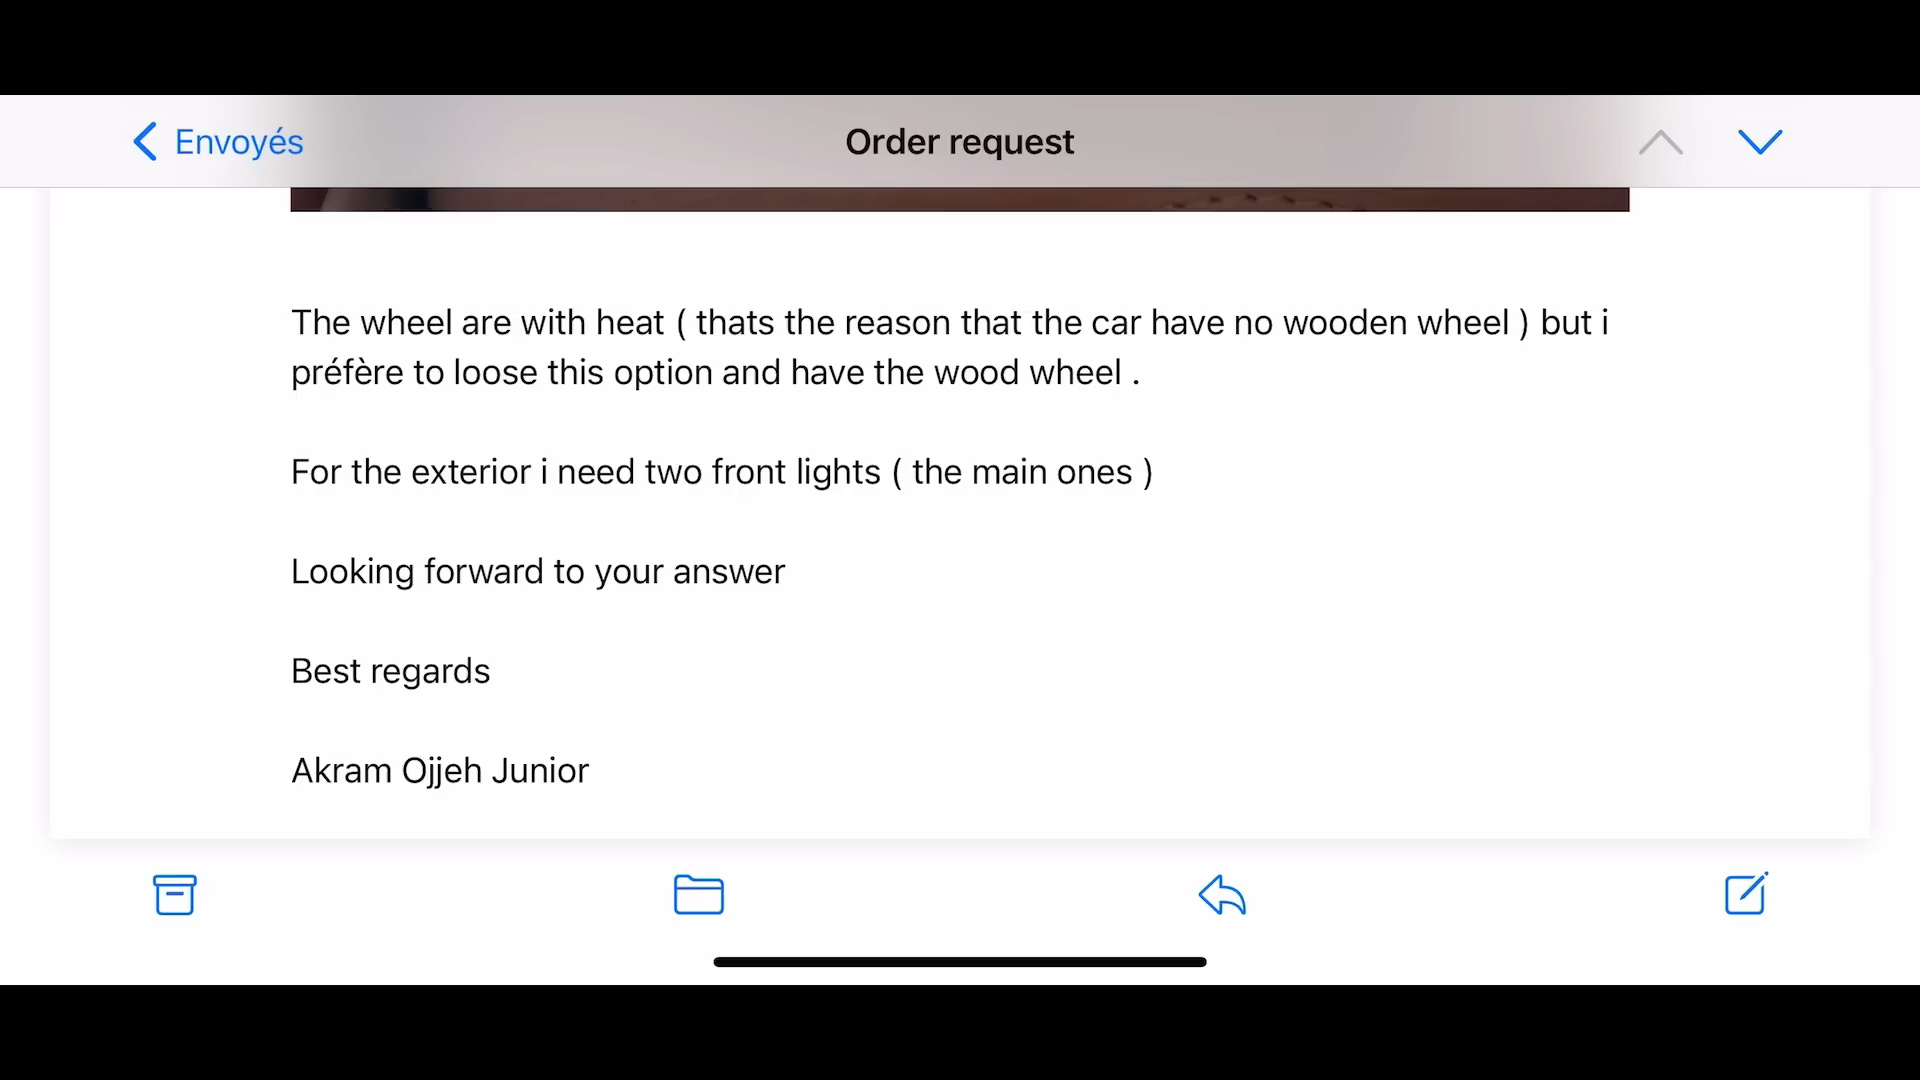 Envoyés
Order request
The wheel are with heat ( thats the reason that the car have no wooden wheel ) but i
préfère to loose this option and have the wood wheel .
For the exterior i need two front lights ( the main ones )
Looking forward to your answer
Best regards
Akram Ojjeh Junior